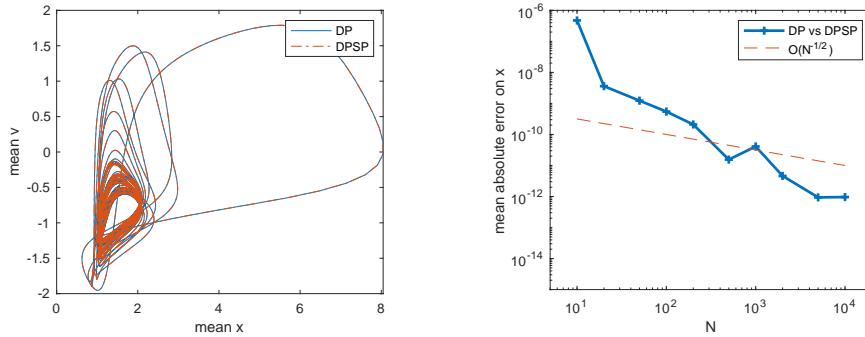 2
1.5
1
0.5
0
-0.5
-1
-1.5
-2
mean v
0
2
4
6
8
mean x
DP
DPSP
10^-6
10^-8
10^-10
10^-12
10^-14
mean absolute error on x
10^1
10^2
10^3
10^4
N
DP vs DPSP
O(N^-1/2)